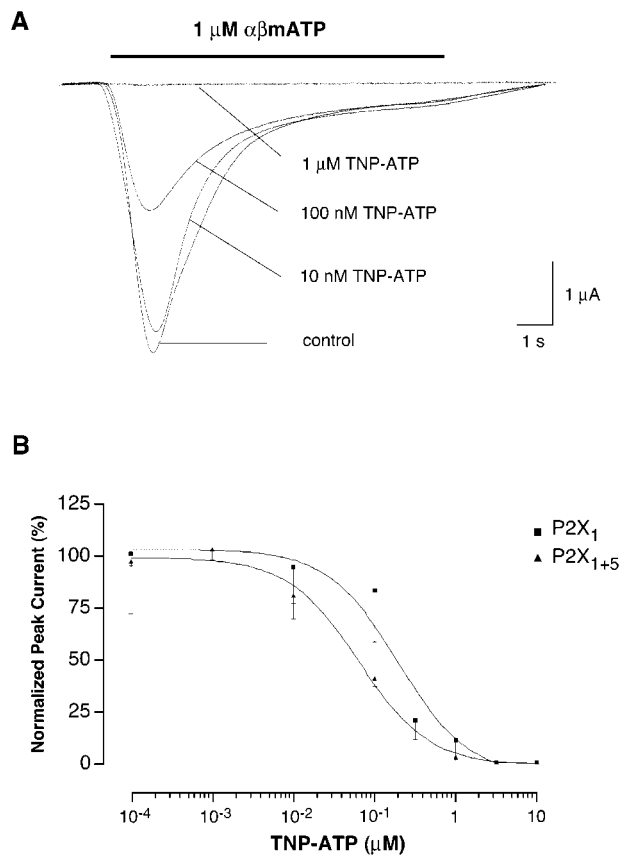 A
1 μM αβmATP
1 μM TNP-ATP
100 nM TNP-ATP
10 nM TNP-ATP
control
1 μA
1 s
B
125
100
75
50
25
0
Normalized Peak Current (%)
P2X1
P2X1+5
10-4
10-3
10-2
10-1
1
10
TNP-ATP (μM)